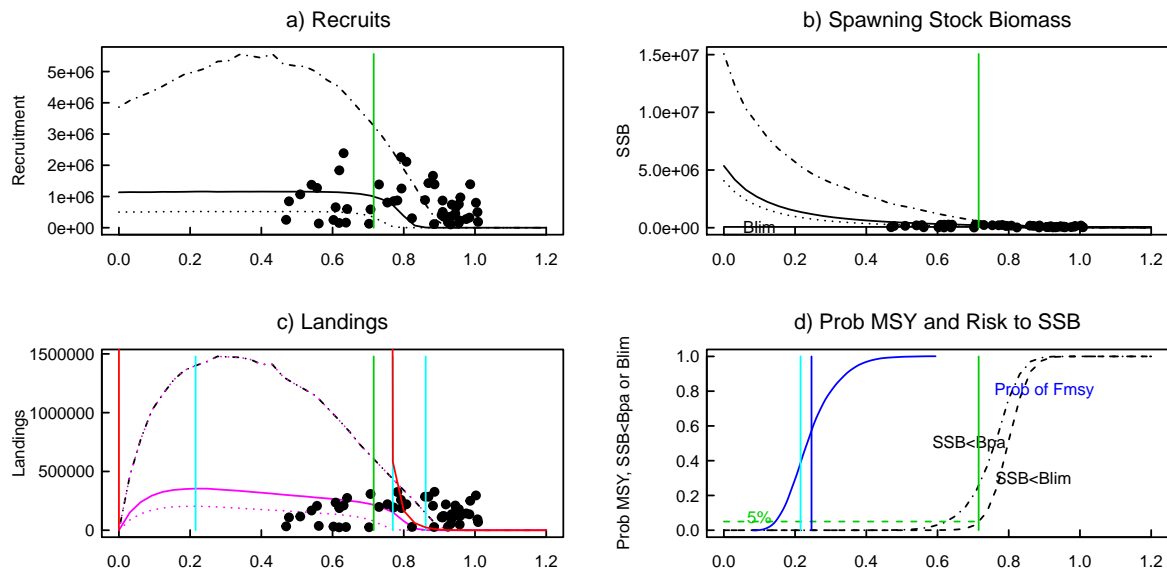 a) Recruits
Recruitment
5e+06
4e+06
3e+06
2e+06
1e+06
0e+00
0.0 0.2 0.4 0.6 0.8 1.0 1.2
b) Spawning Stock Biomass
SSB
1.5e+07
1.0e+07
5.0e+06
0.0e+00
Blim
0.0 0.2 0.4 0.6 0.8 1.0 1.2
c) Landings
Landings
1500000
1000000
500000
0
0.0 0.2 0.4 0.6 0.8 1.0 1.2
d) Prob MSY and Risk to SSB
Prob MSY, SSB<Bpa or Blim
1.0
0.8
0.6
0.4
0.2
0.0
Prob of Fmsy
SSB<Bpa
SSB<Blim
5%
0.0 0.2 0.4 0.6 0.8 1.0 1.2